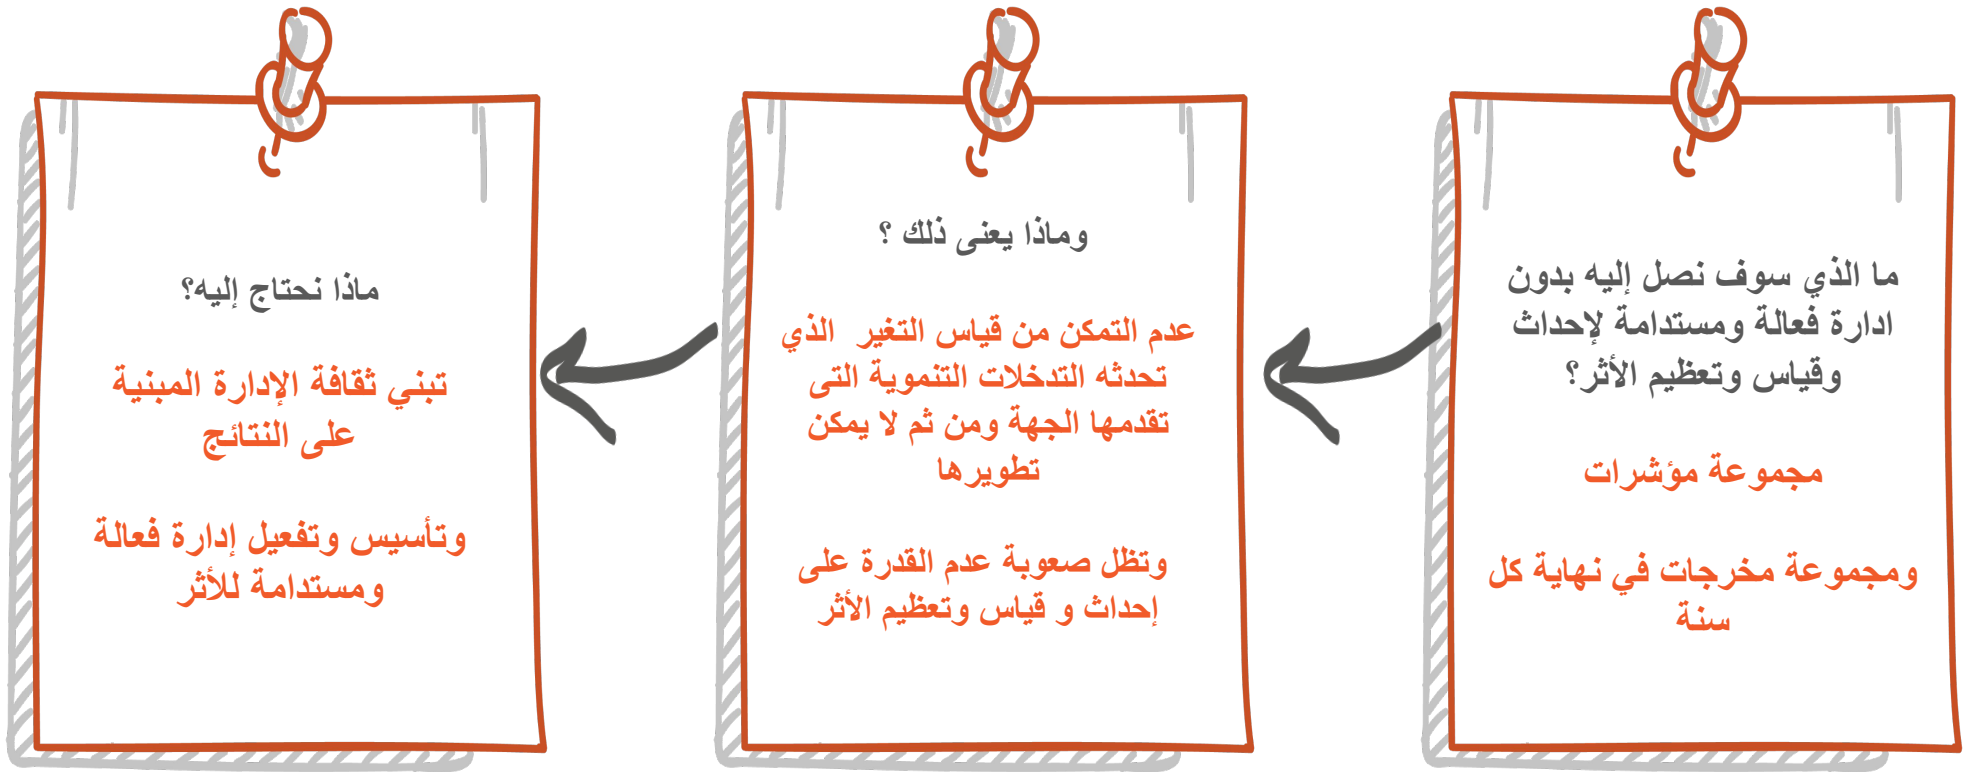 ما الذي سوف نصل إليه بدون
ادارة فعالة ومستدامة لإحداث
وقياس وتعظيم الأثر؟
مجموعة مؤشرات
ومجموعة مخرجات في نهاية كل
سنة
وماذا يعنى ذلك ؟
عدم التمكن من قياس التغير الذي
تحدثه التدخلات التنموية التى
تقدمها الجهة ومن ثم لا يمكن
تطويرها
وتظل صعوبة عدم القدرة على
إحداث و قياس وتعظيم الأثر
ماذا نحتاج إليه؟
تبني ثقافة الإدارة المبنية
على النتائج
وتأسيس وتفعيل إدارة فعالة
ومستدامة للأثر